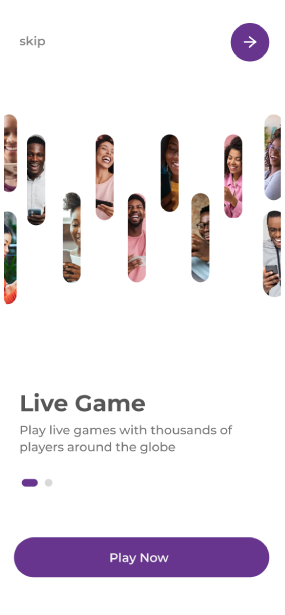 skip
Live Game
Play live games with thousands of
players around the globe
Play Now